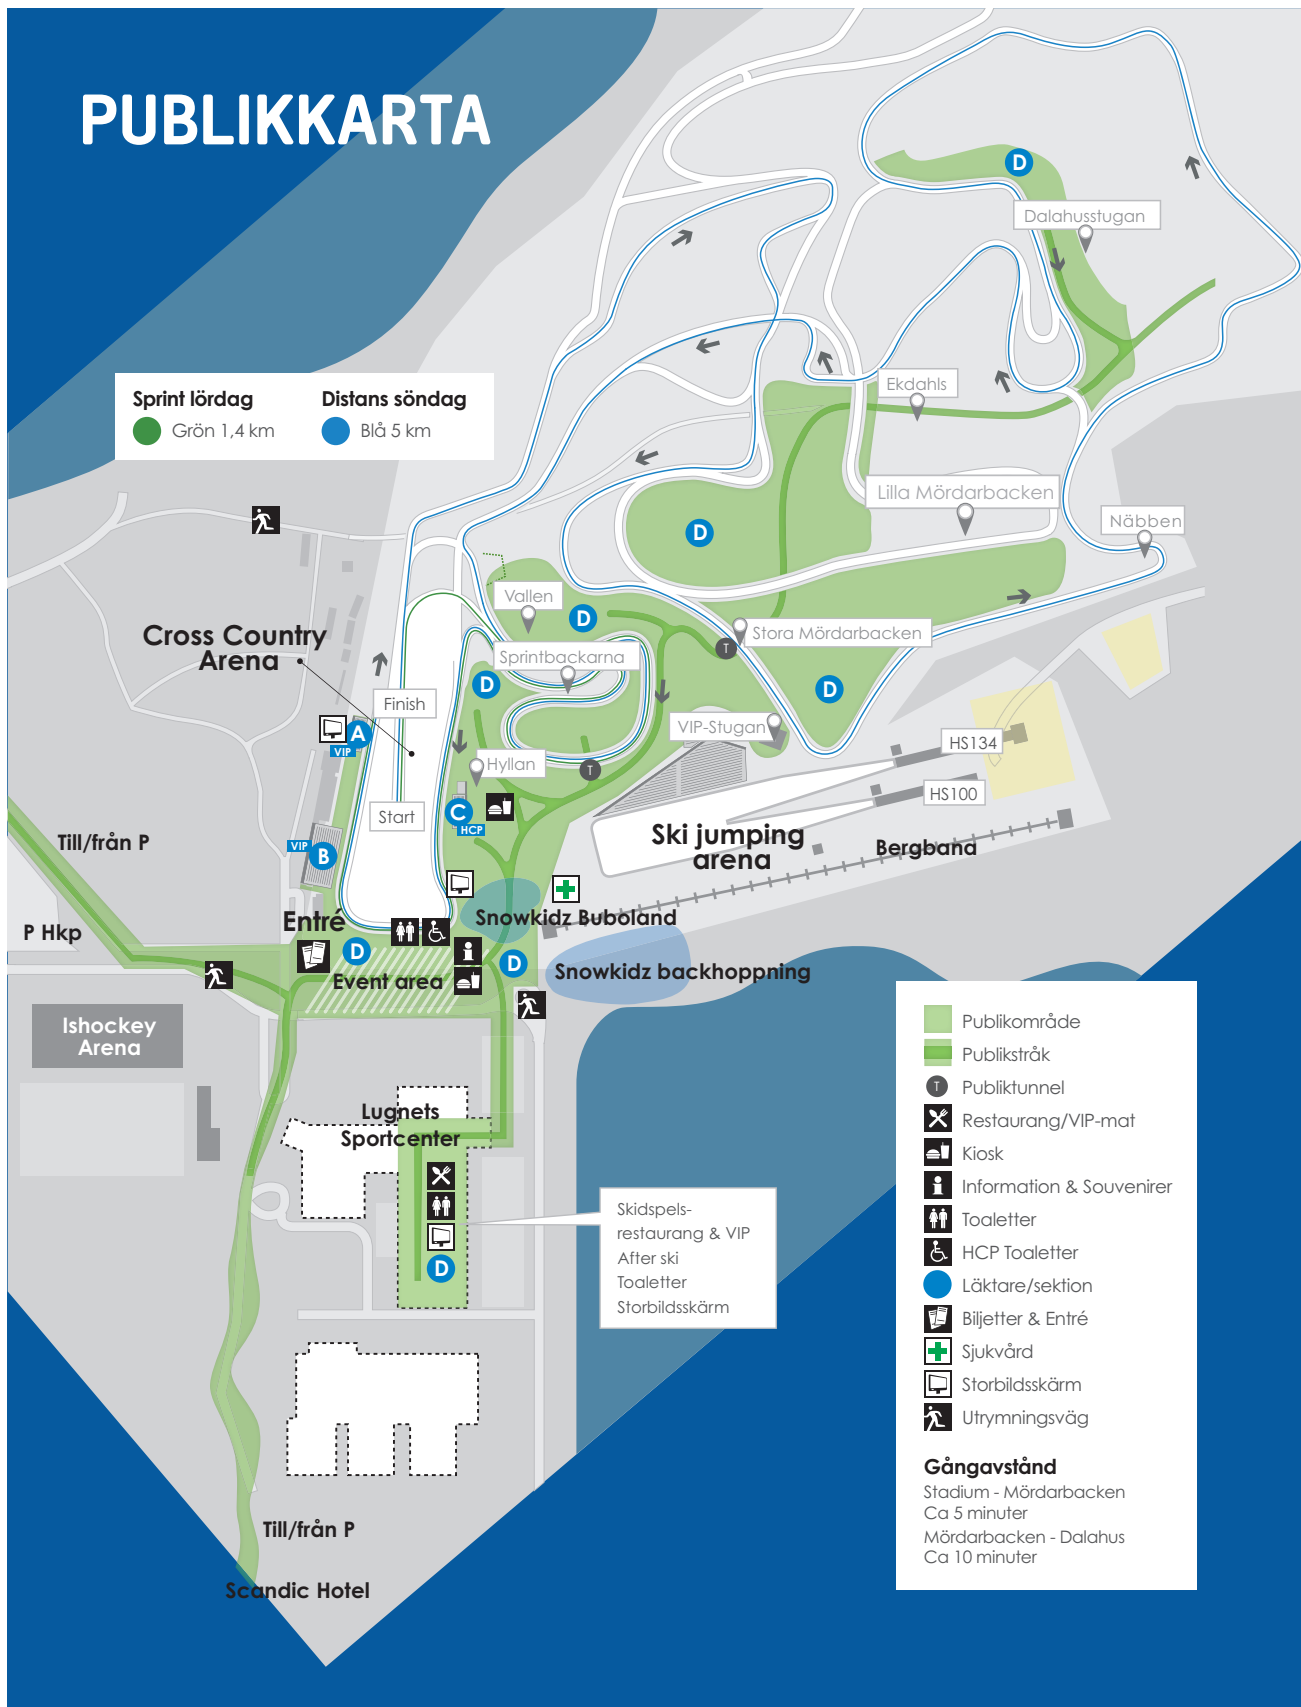 PUBLIKKARTA
D
Dalahusstugan
Sprint lördag
Grön 1,4 km
Distans söndag
Blå 5 km
Ekdahls
Lilla Mördarbacken
D
Näbben
Vallen
D
Cross Country
Arena
Stora Mördarbacken
T
Sprintbackarna
D
D
Finish
VIP-Stugan
A
VIP
HS134
Hyllan
T
HS100
Start
C
HCP
Ski jumping
arena
Till/från P
VIP
B
Bergbana
Entré
Snowkidz Buboland
P Hkp
D
D
Event area
Snowkidz backhoppning
Ishockey
Arena
Lugnets
Sportcenter
D
Skidspels-
restaurang & VIP
After ski
Toaletter
Storbildsskärm
Till/från P
Scandic Hotel
Publikområde
Publikstråk
T
Publiktunnel
Restaurang/VIP-mat
Kiosk
Information & Souvenirer
Toaletter
HCP Toaletter
Läktare/sektion
Biljetter & Entré
Sjukvård
Storbildsskärm
Utrymningsväg
Gångavstånd
Stadium - Mördarbacken
Ca 5 minuter
Mördarbacken - Dalahus
Ca 10 minuter